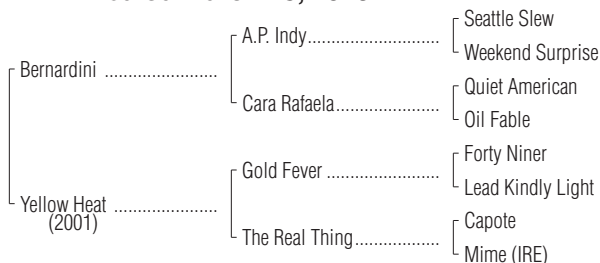 Seattle Slew
A.P. Indy
Weekend Surprise
Bernardini
Quiet American
Cara Rafaela
Oil Fable
Forty Niner
Gold Fever
Lead Kindly Light
Yellow Heat
(2001)
Capote
The Real Thing
Mime (IRE)